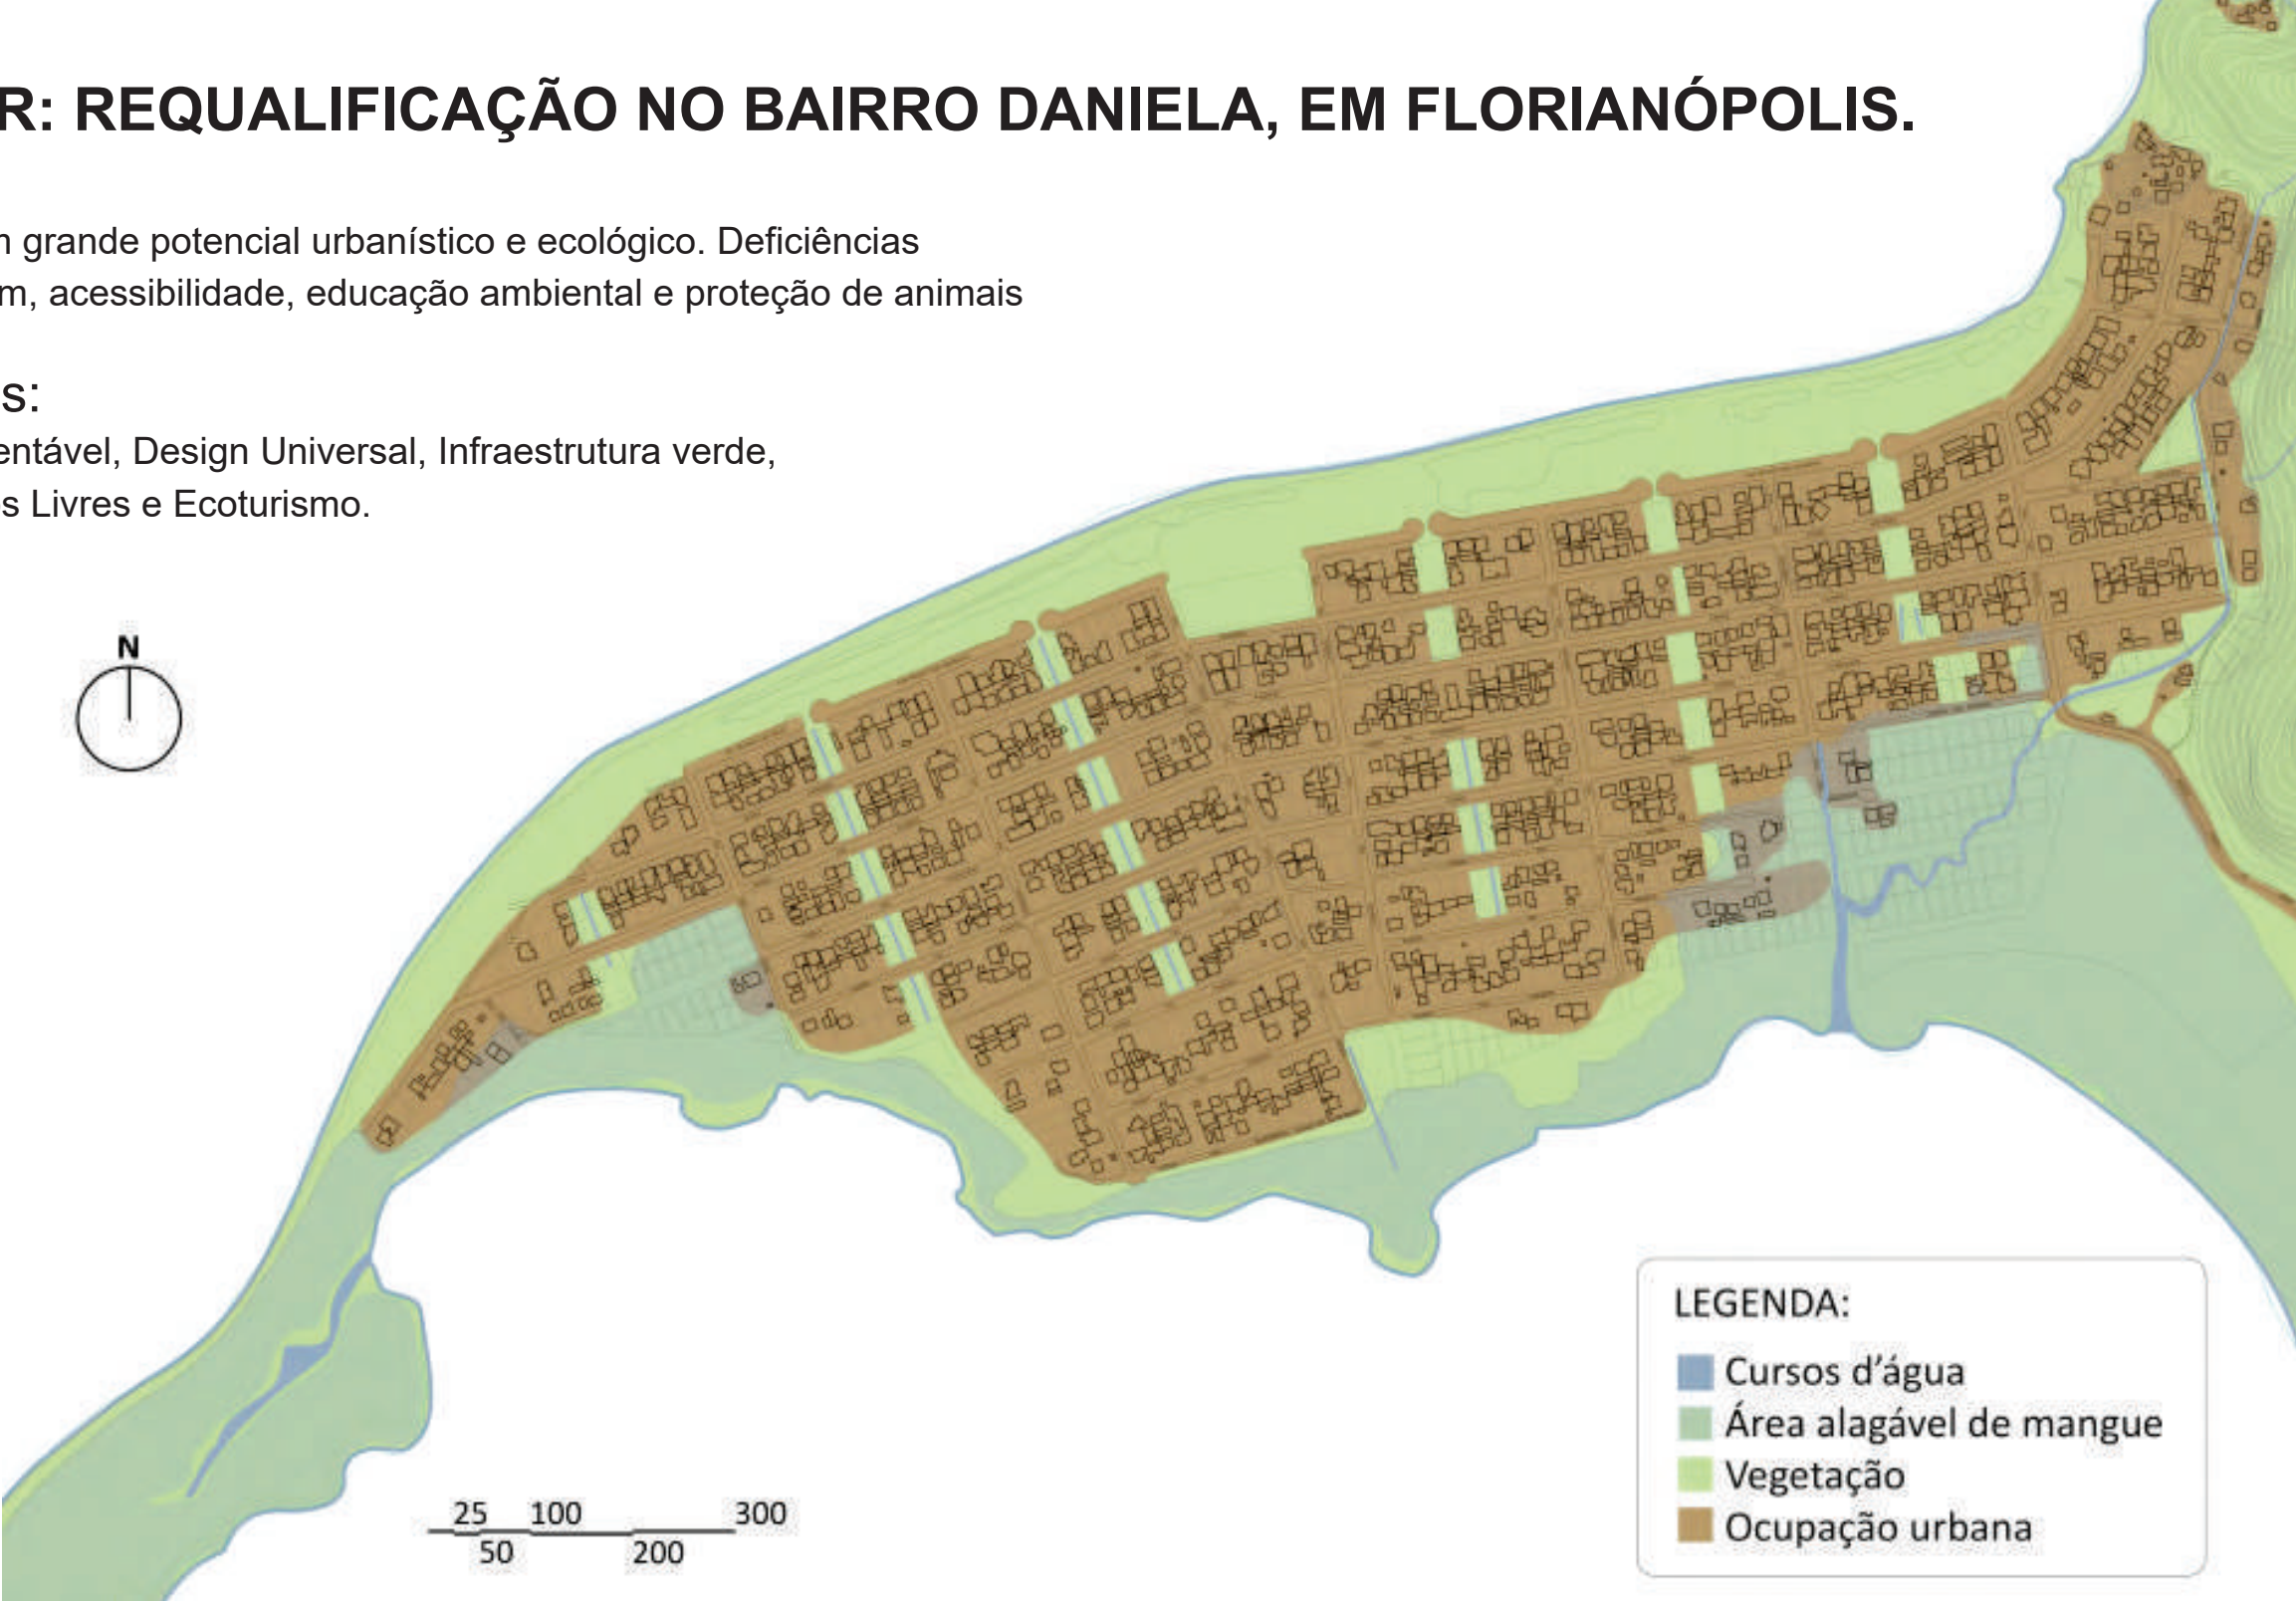 R: REQUALIFICAÇÃO NO BAIRRO DANIELA, EM FLORIANÓPOLIS.
m grande potencial urbanístico e ecológico. Deficiências
m, acessibilidade, educação ambiental e proteção de animais
s:
entável, Design Universal, Infraestrutura verde,
s Livres e Ecoturismo.
N
25 100 300
50 200
LEGENDA:
Cursos d’água
Área alagável de mangue
Vegetação
Ocupação urbana